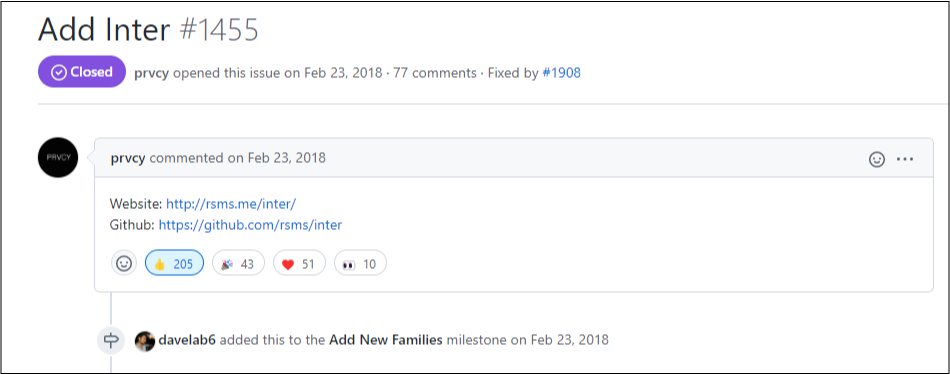 Add Inter #1455
Closed prvcy opened this issue on Feb 23, 2018 · 77 comments · Fixed by #1908
PRVCY
prvcy commented on Feb 23, 2018
Website: http://rsms.me/inter/
Github: https://github.com/rsms/inter
👍 205 🎉 43 ❤️ 51 👀 10
davelab6 added this to the Add New Families milestone on Feb 23, 2018